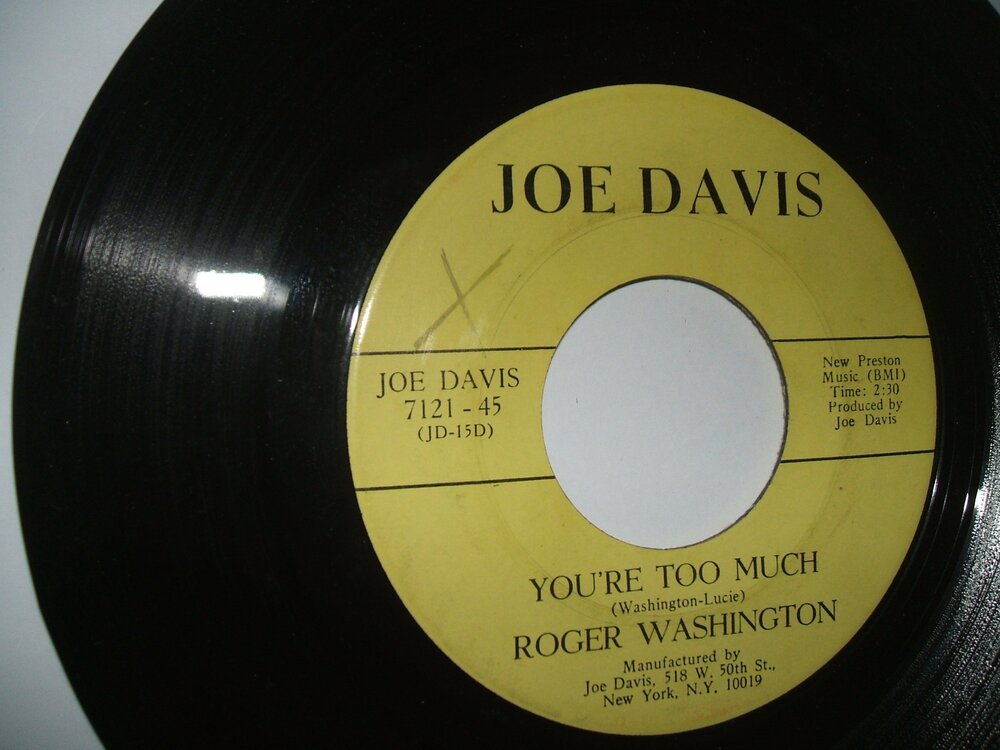 JOE DAVIS
JOE DAVIS
7121 - 45
(JD-15D)
New Preston
Music (BMI)
Time: 2:30
Produced by
Joe Davis
YOU'RE TOO MUCH
(Washington-Lucie)
ROGER WASHINGTON
Manufactured by
Joe Davis, 518 W. 50th St.,
New York, N.Y. 10019